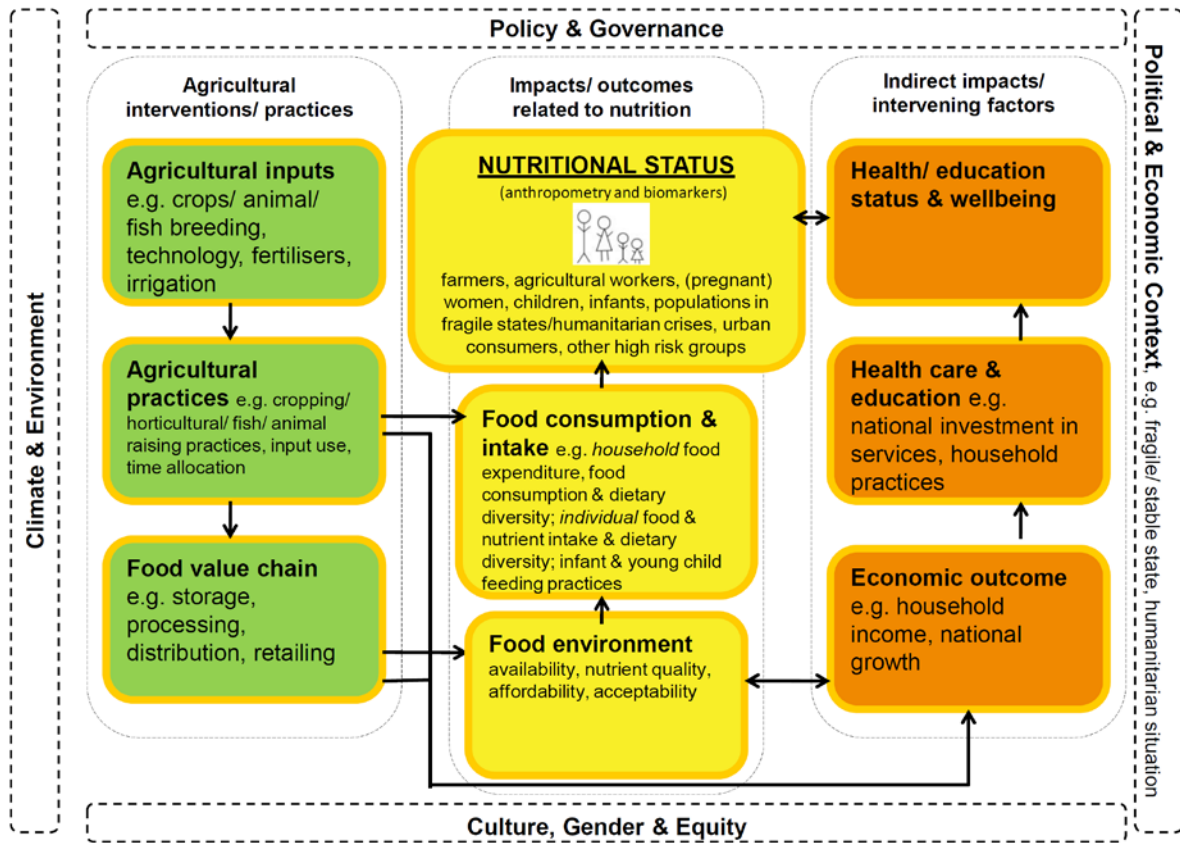 Policy & Governance
Climate & Environment
Political & Economic Context, e.g. fragile/ stable state, humanitarian situation
Agricultural
interventions/ practices
Agricultural inputs
e.g. crops/ animal/
fish breeding,
technology, fertilisers,
irrigation
Agricultural
practices e.g. cropping/
horticultural/ fish/ animal
raising practices, input use,
time allocation
Food value chain
e.g. storage,
processing,
distribution, retailing
Impacts/ outcomes
related to nutrition
NUTRITIONAL STATUS
(anthropometry and biomarkers)
farmers, agricultural workers, (pregnant)
women, children, infants, populations in
fragile states/humanitarian crises, urban
consumers, other high risk groups
Food consumption &
intake e.g. household food
expenditure, food
consumption & dietary
diversity; individual food &
nutrient intake & dietary
diversity; infant & young child
feeding practices
Food environment
availability, nutrient quality,
affordability, acceptability
Indirect impacts/
intervening factors
Health/ education
status & wellbeing
Health care &
education e.g.
national investment in
services, household
practices
Economic outcome
e.g. household
income, national
growth
Culture, Gender & Equity